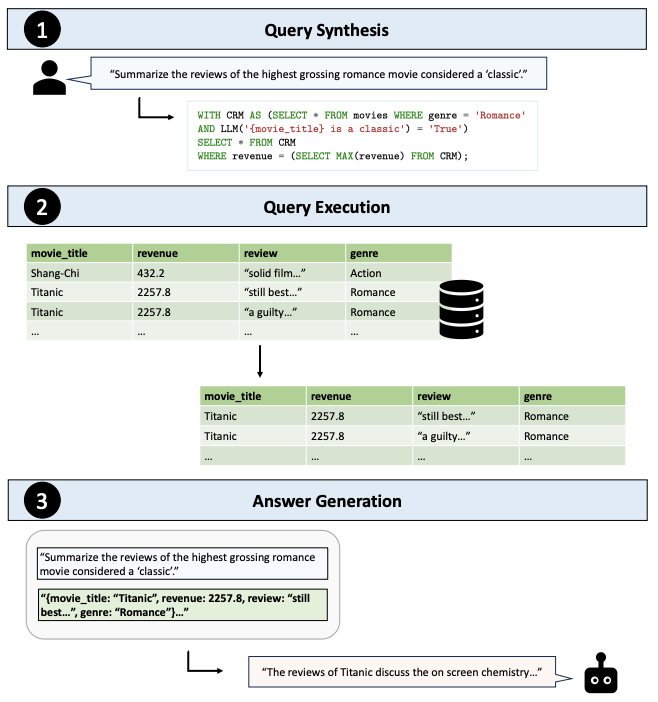 1
Query Synthesis
“Summarize the reviews of the highest grossing romance movie considered a ‘classic’.”
WITH CRM AS (SELECT * FROM movies WHERE genre = 'Romance'
AND LLM('{movie_title} is a classic') = 'True')
SELECT * FROM CRM
WHERE revenue = (SELECT MAX(revenue) FROM CRM);
2
Query Execution
movie_title revenue review genre
Shang-Chi 432.2 “solid film…” Action
Titanic 2257.8 “still best…” Romance
Titanic 2257.8 “a guilty…” Romance
… … … …
movie_title revenue review genre
Titanic 2257.8 “still best…” Romance
Titanic 2257.8 “a guilty…” Romance
… … … …
3
Answer Generation
“Summarize the reviews of the highest grossing romance
movie considered a ‘classic’.”
“{movie_title: “Titanic”, revenue: 2257.8, review: “still
best…”, genre: “Romance”}…”
“The reviews of Titanic discuss the on screen chemistry…”